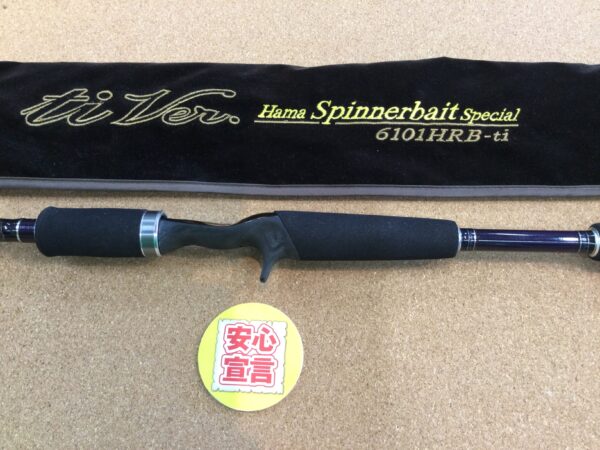 ti Ver.
Hama Spinnerbait Special
6101HRB-ti
安心
宣言